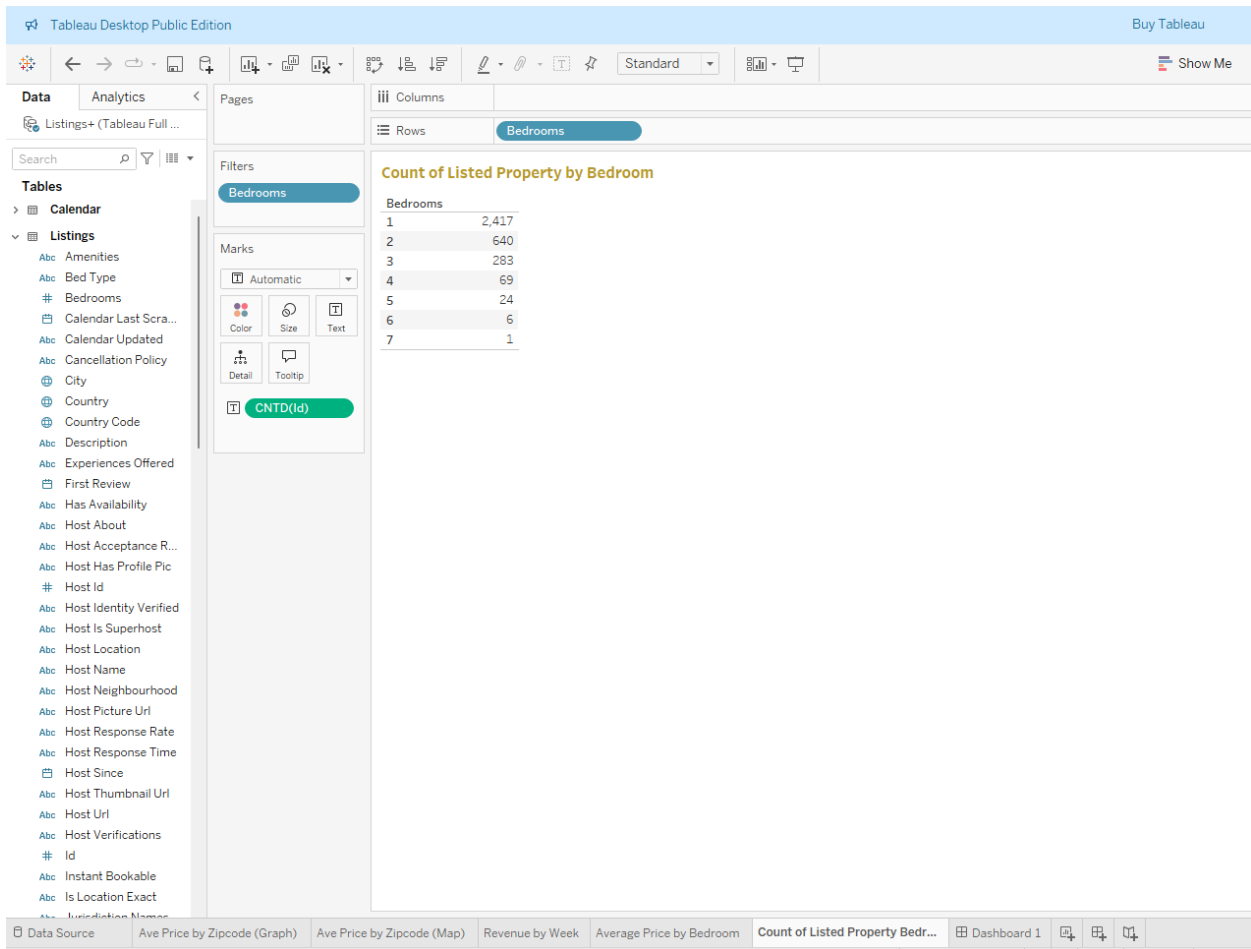 Tableau Desktop Public Edition
Buy Tableau
Standard
Show Me
Data
Analytics
Listings+ (Tableau Full ...
Search
Tables
Calendar
Listings
Abc Amenities
Abc Bed Type
# Bedrooms
Calendar Last Scra...
Abc Calendar Updated
Abc Cancellation Policy
City
Country
Country Code
Abc Description
Abc Experiences Offered
First Review
Abc Has Availability
Abc Host About
Abc Host Acceptance R...
Abc Host Has Profile Pic
# Host Id
Abc Host Identity Verified
Abc Host Is Superhost
Abc Host Location
Abc Host Name
Abc Host Neighbourhood
Abc Host Picture Url
Abc Host Response Rate
Abc Host Response Time
Host Since
Abc Host Thumbnail Url
Abc Host Url
Abc Host Verifications
# Id
Abc Instant Bookable
Abc Is Location Exact
Abc Jurisdiction Names
Pages
Filters
Bedrooms
Marks
T Automatic
Color
Size
T Text
Detail
Tooltip
T CNTD(Id)
Columns
Rows
Bedrooms
Count of Listed Property by Bedroom
Bedrooms
1 2,417
2 640
3 283
4 69
5 24
6 6
7 1
Data Source
Ave Price by Zipcode (Graph)
Ave Price by Zipcode (Map)
Revenue by Week
Average Price by Bedroom
Count of Listed Property Bedr...
Dashboard 1